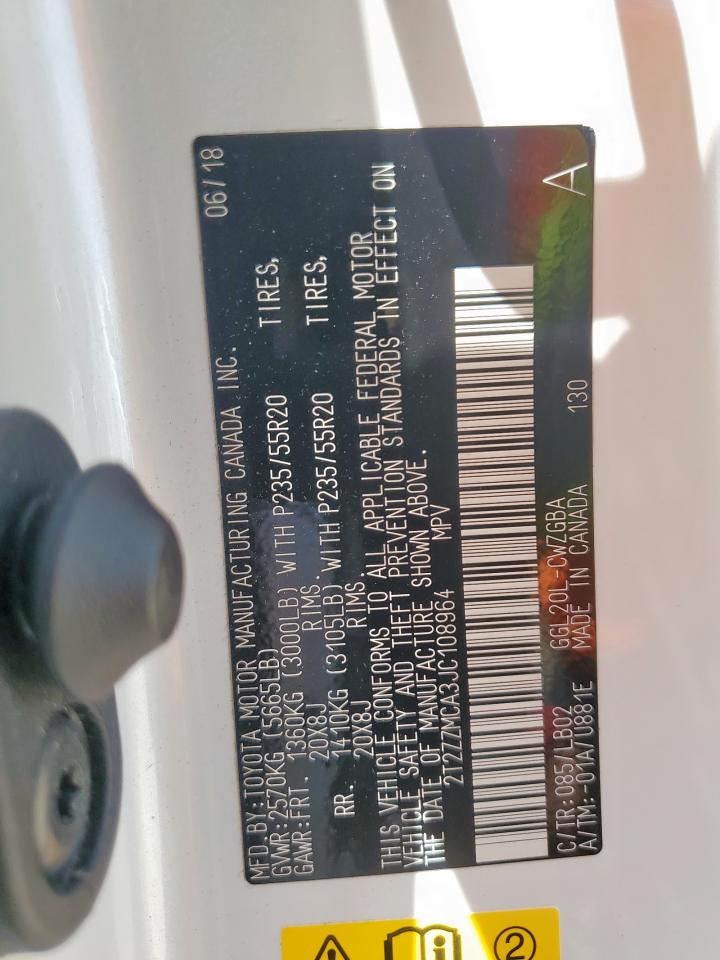 MFD.BY:TOYOTA MOTOR MANUFACTURING CANADA INC. 06/18
GVWR:2570KG (5665LB)
GAWR:FRT. 1360KG (3000LB) WITH P235/55R20 TIRES,
20X8J RIMS.
RR. 1410KG (3105LB) WITH P235/55R20 TIRES,
20X8J RIMS.
THIS VEHICLE CONFORMS TO ALL APPLICABLE FEDERAL MOTOR
VEHICLE SAFETY AND THEFT PREVENTION STANDARDS IN EFFECT ON
THE DATE OF MANUFACTURE SHOWN ABOVE.
2T2ZZMCA3JC108964 MPV
C/TR:085/LB02 GGL20L-CWZGBA 130 A
A/TM:-01A/U881E MADE IN CANADA
2